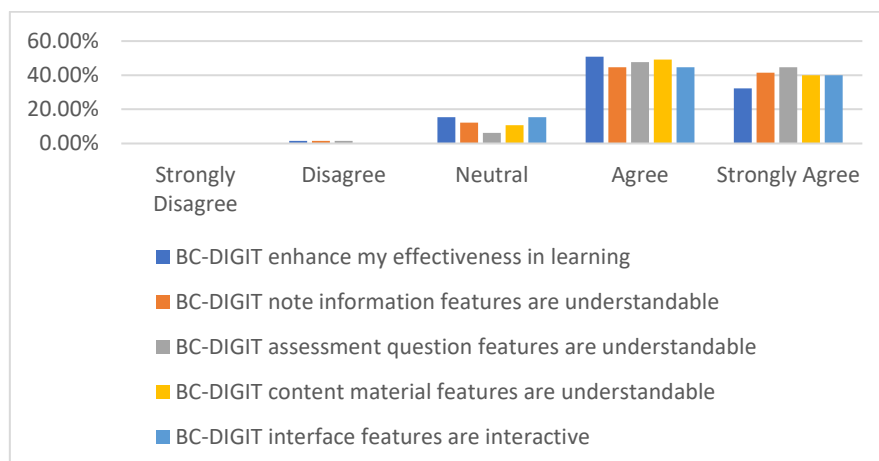 60.00%
40.00%
20.00%
0.00%
Strongly
Disagree
Disagree
Neutral
Agree
Strongly Agree
BC-DIGIT enhance my effectiveness in learning
BC-DIGIT note information features are understandable
BC-DIGIT assessment question features are understandable
BC-DIGIT content material features are understandable
BC-DIGIT interface features are interactive